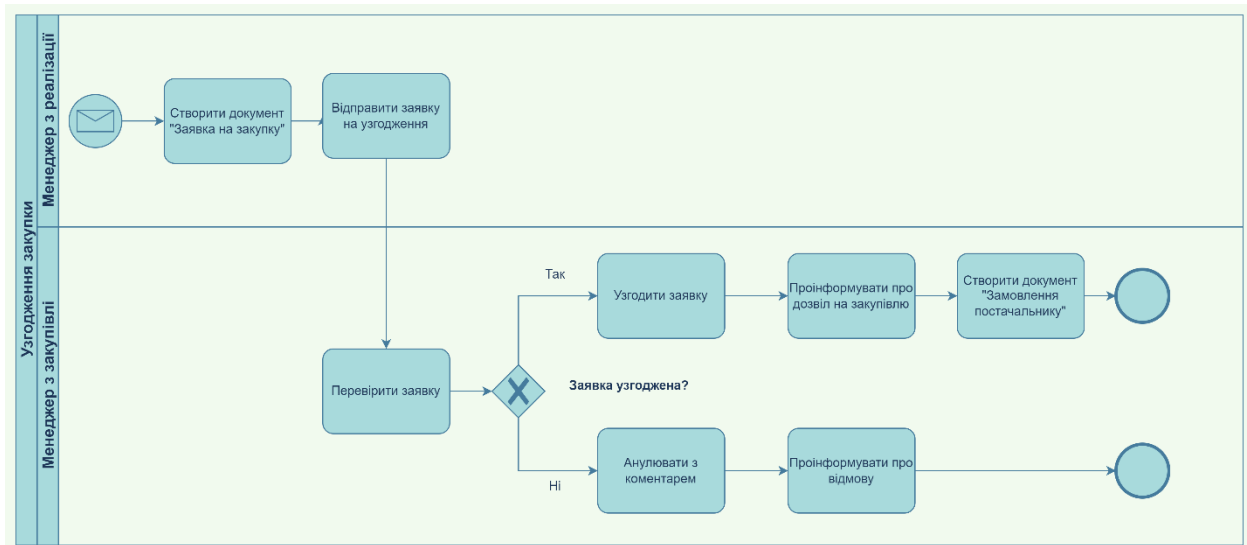 Узгодження закупки
Менеджер з реалізації
Створити документ
"Заявка на закупку"
Відправити заявку
на узгодження
Менеджер з закупівлі
Перевірити заявку
Заявка узгоджена?
Так
Узгодити заявку
Проінформувати про
дозвіл на закупівлю
Створити документ
"Замовлення
постачальнику"
Ні
Анулювати з
коментарем
Проінформувати про
відмову